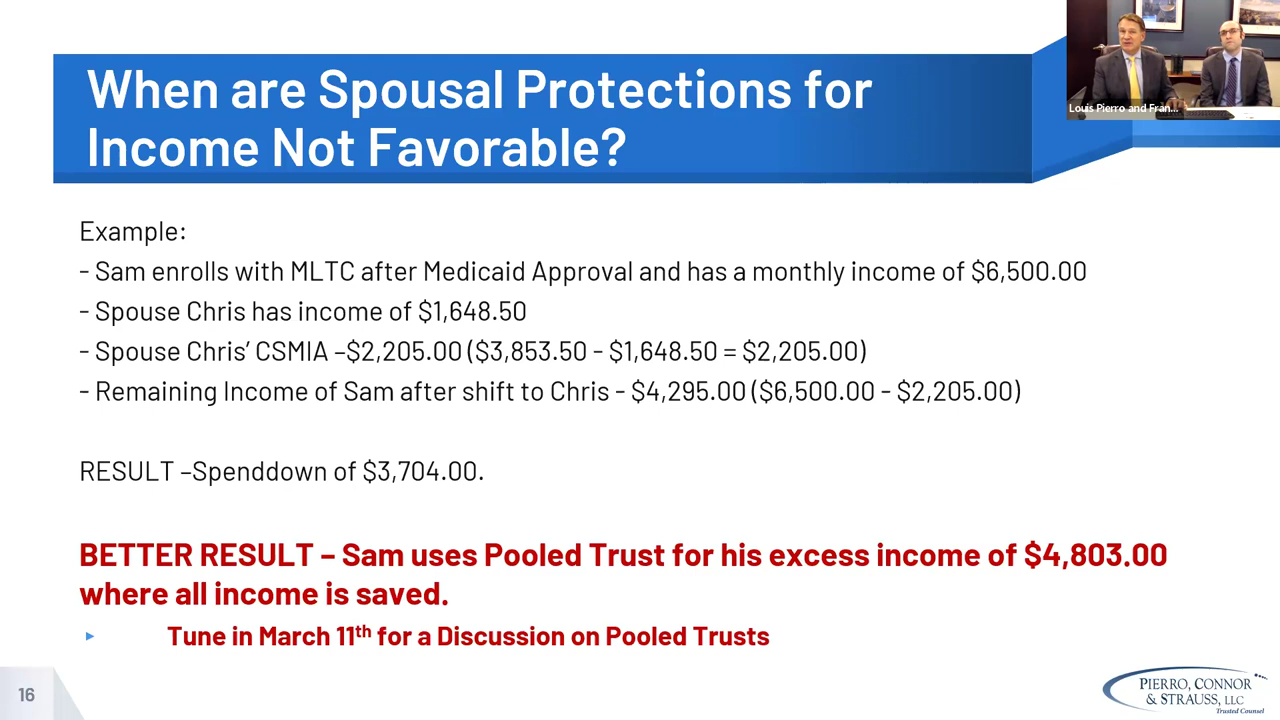 Louis Pierro and Fran...
When are Spousal Protections for
Income Not Favorable?
Example:
- Sam enrolls with MLTC after Medicaid Approval and has a monthly income of $6,500.00
- Spouse Chris has income of $1,648.50
- Spouse Chris’ CSMIA –$2,205.00 ($3,853.50 - $1,648.50 = $2,205.00)
- Remaining Income of Sam after shift to Chris - $4,295.00 ($6,500.00 - $2,205.00)
RESULT –Spenddown of $3,704.00.
BETTER RESULT – Sam uses Pooled Trust for his excess income of $4,803.00
where all income is saved.
Tune in March 11th for a Discussion on Pooled Trusts
16
PIERRO, CONNOR
& STRAUSS, LLC
Trusted Counsel